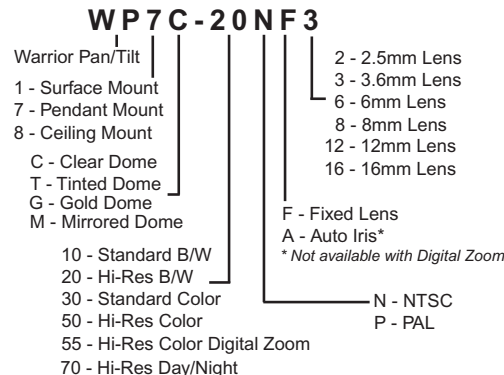 WP7C-20NF3
Warrior Pan/Tilt
1 - Surface Mount
7 - Pendant Mount
8 - Ceiling Mount
C - Clear Dome
T - Tinted Dome
G - Gold Dome
M - Mirrored Dome
10 - Standard B/W
20 - Hi-Res B/W
30 - Standard Color
50 - Hi-Res Color
55 - Hi-Res Color Digital Zoom
70 - Hi-Res Day/Night
2 - 2.5mm Lens
3 - 3.6mm Lens
6 - 6mm Lens
8 - 8mm Lens
12 - 12mm Lens
16 - 16mm Lens
F - Fixed Lens
A - Auto Iris*
* Not available with Digital Zoom
N - NTSC
P - PAL